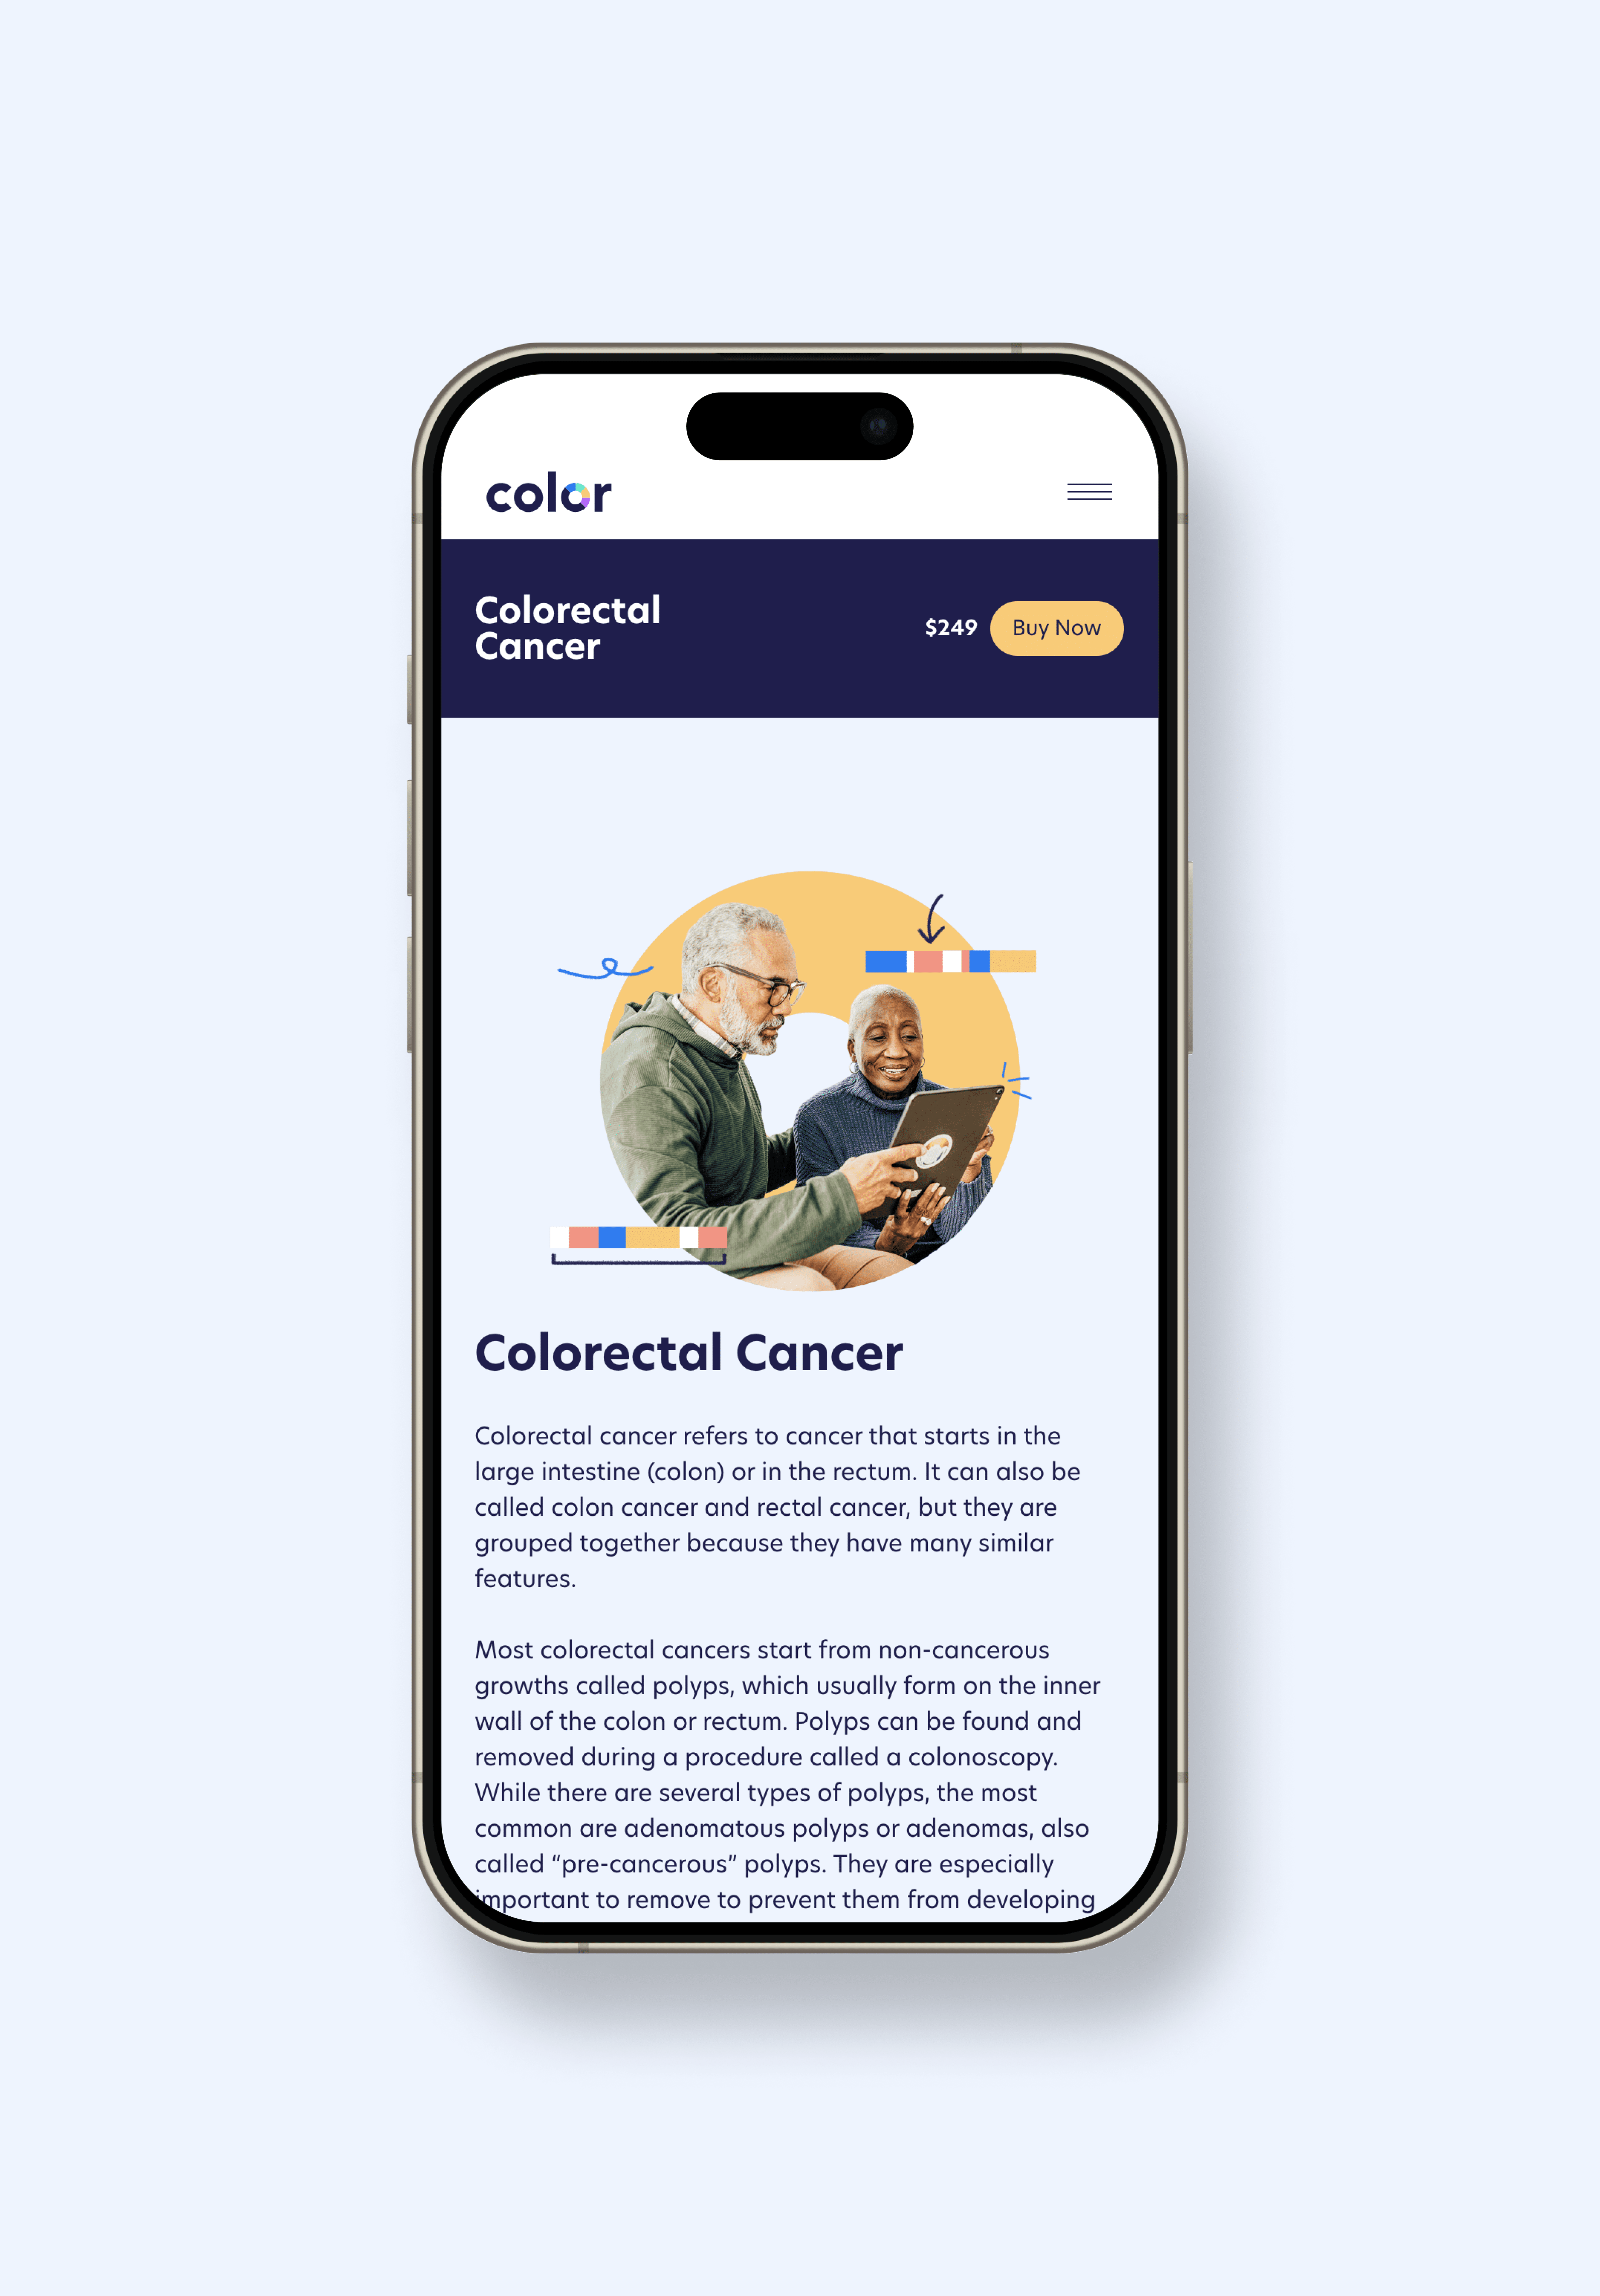 color
Colorectal
Cancer
$249
Buy Now
Colorectal Cancer
Colorectal cancer refers to cancer that starts in the
large intestine (colon) or in the rectum. It can also be
called colon cancer and rectal cancer, but they are
grouped together because they have many similar
features.
Most colorectal cancers start from non-cancerous
growths called polyps, which usually form on the inner
wall of the colon or rectum. Polyps can be found and
removed during a procedure called a colonoscopy.
While there are several types of polyps, the most
common are adenomatous polyps or adenomas, also
called “pre-cancerous” polyps. They are especially
important to remove to prevent them from developing